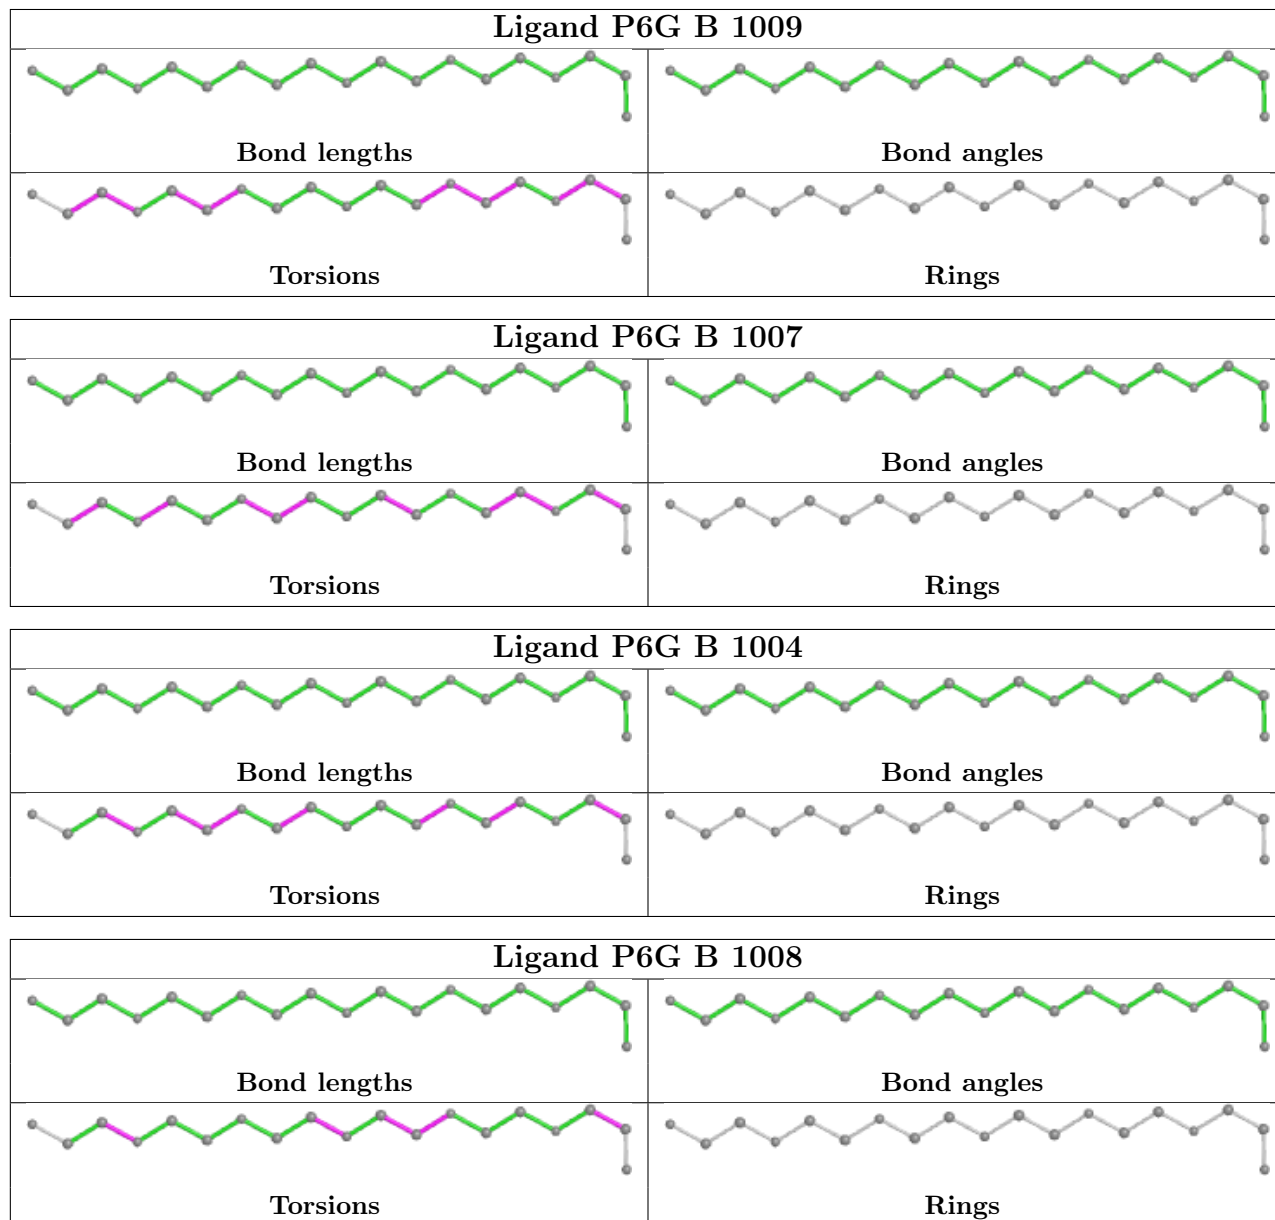 Ligand P6G B 1009
Bond lengths Bond angles
Torsions Rings
Ligand P6G B 1007
Bond lengths Bond angles
Torsions Rings
Ligand P6G B 1004
Bond lengths Bond angles
Torsions Rings
Ligand P6G B 1008
Bond lengths Bond angles
Torsions Rings